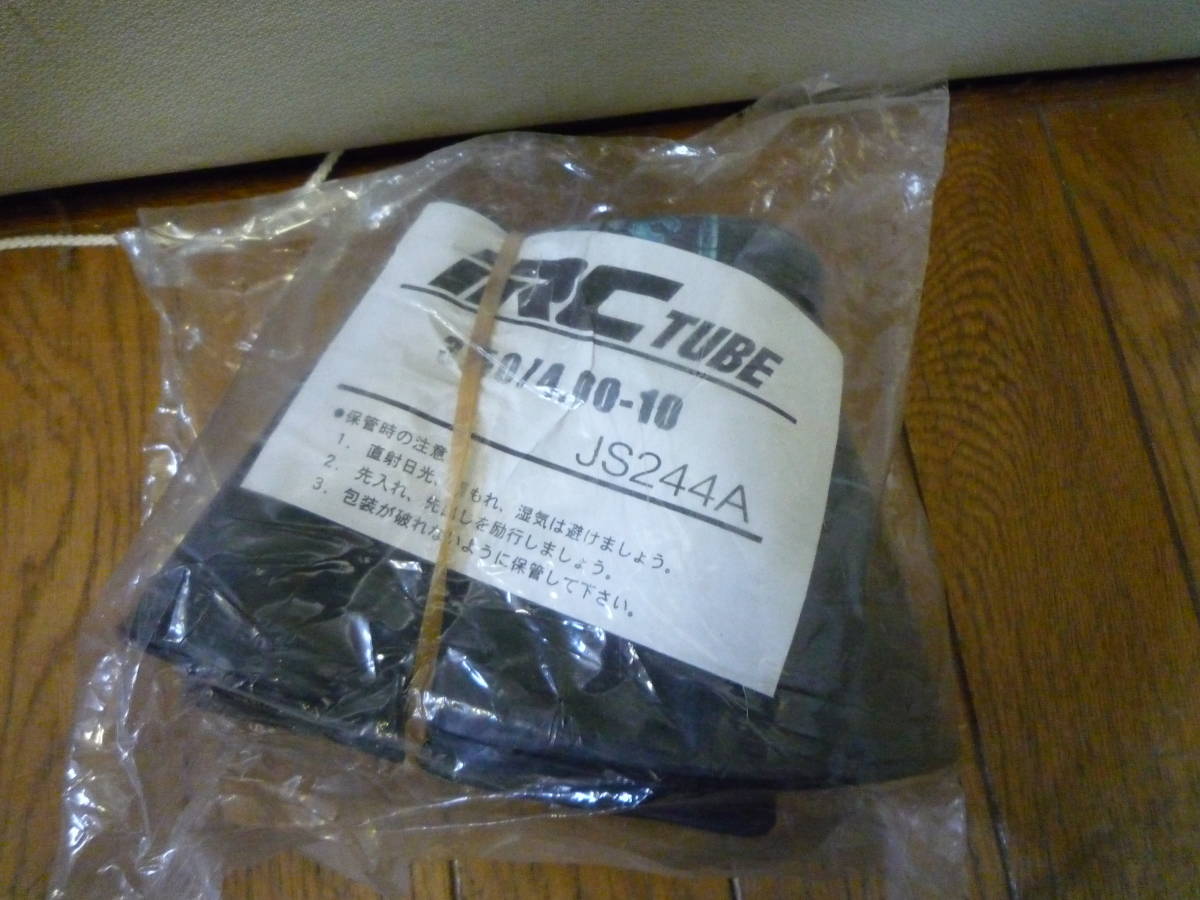 IRC TUBE
3.50/4.00-10
JS244A
●保管時の注意
1. 直射日光、もれ、湿気は避けましょう。
2. 先入れ、先出しを励行しましょう。
3. 包装が破れないように保管して下さい。